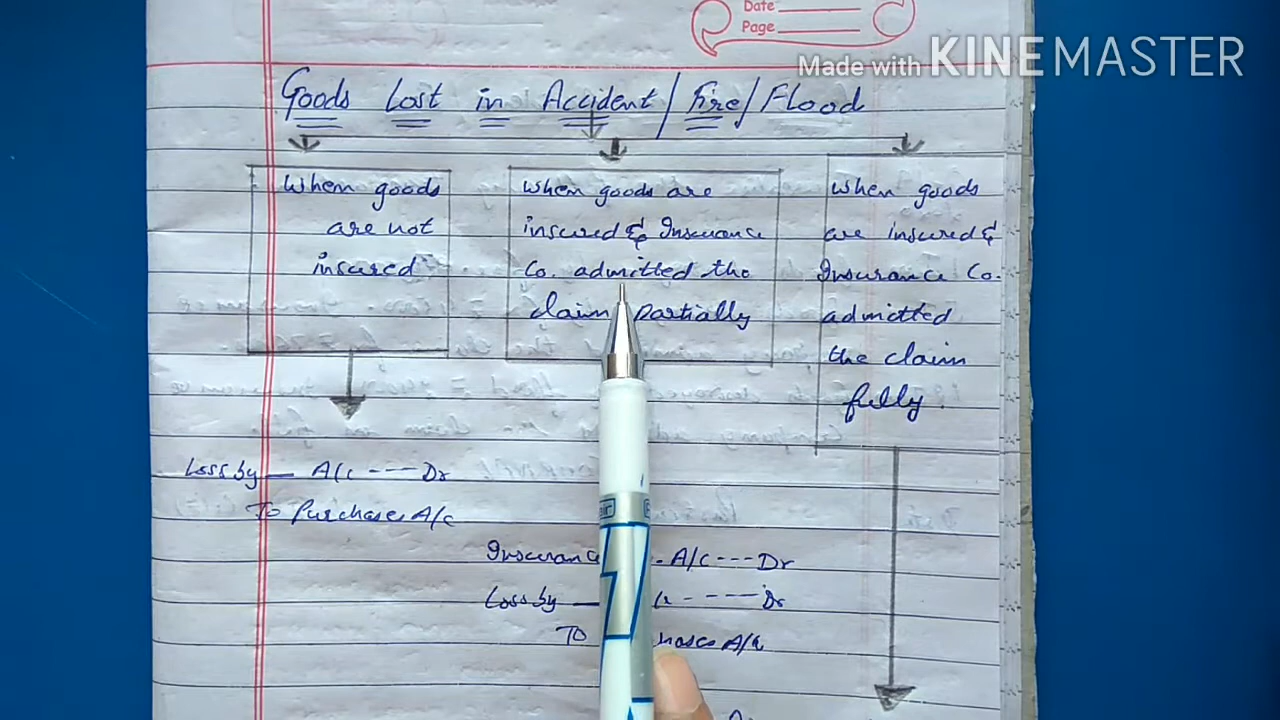 Date
Page
Made with KINEMASTER
Goods Lost in Accident / Fire / Flood
When goods
are not
insured
When goods are
insured & Insurance
Co. admitted the
claim partially
When goods
are insured &
Insurance Co.
admitted
the claim
fully.
Loss by — A/c --- Dr
To Purchases A/c
Insurance A/c --- Dr
Loss by — ---- Dr
To A/c